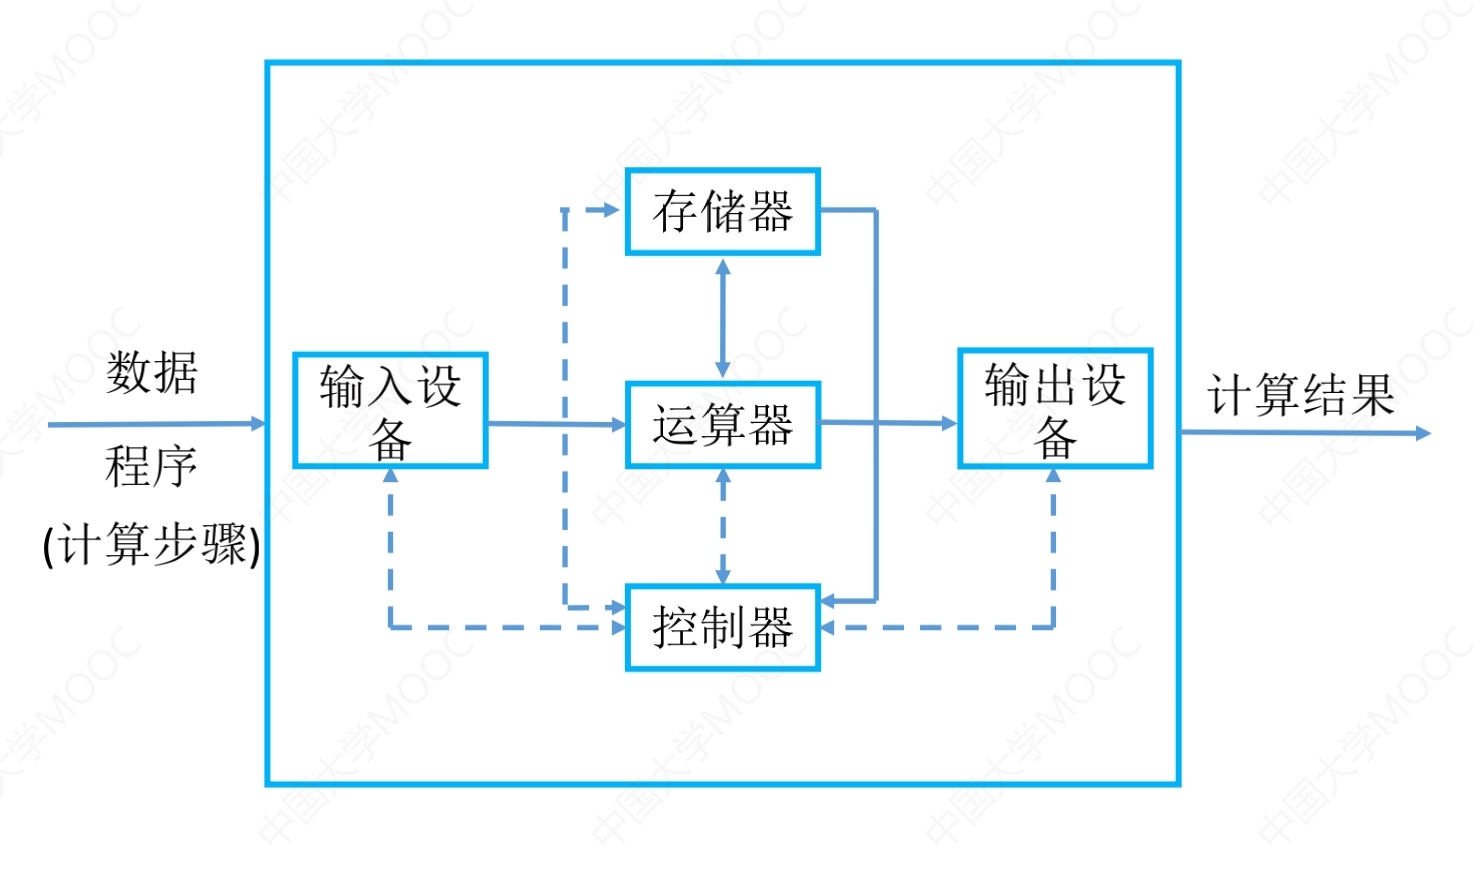 存储器
数据
输入设
备
运算器
输出设
备
计算结果
程序
(计算步骤)
控制器
中国大学MOOC